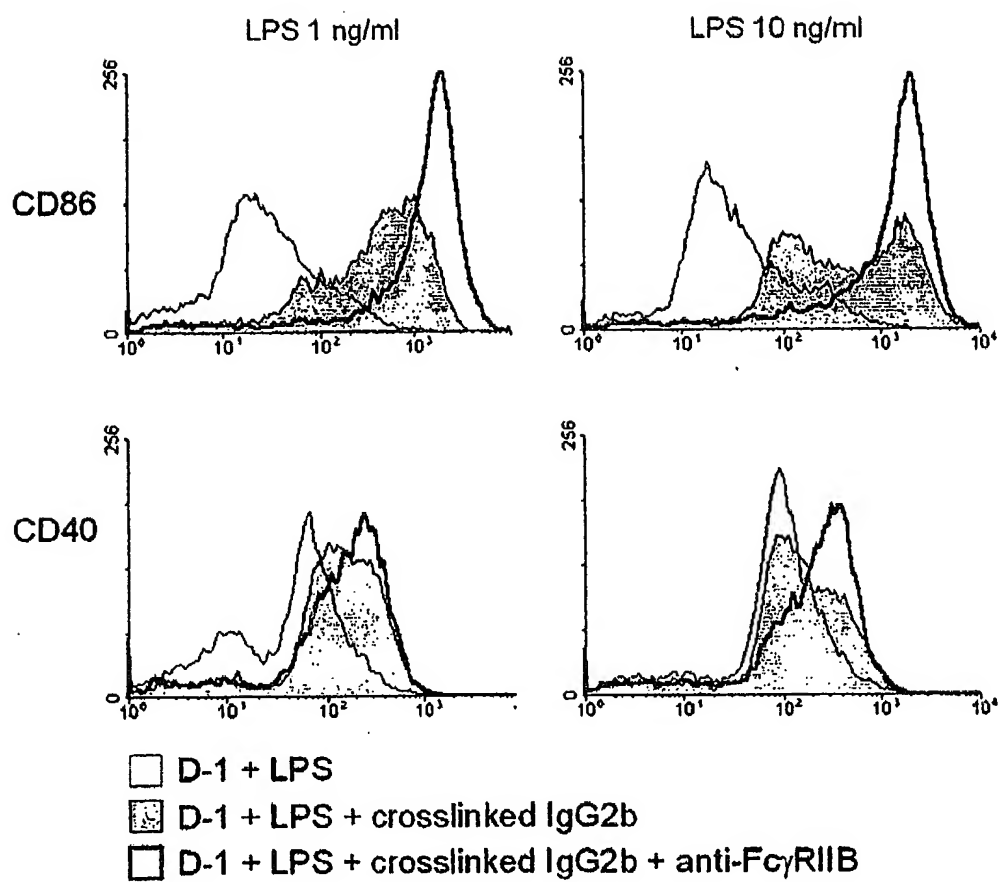 LPS 1 ng/ml
LPS 10 ng/ml
CD86
256
0
10⁰ 10¹ 10² 10³
256
0
10⁰ 10¹ 10² 10³ 10⁴
CD40
256
0
10⁰ 10¹ 10² 10³
256
0
10⁰ 10¹ 10² 10³ 10⁴
D-1 + LPS
D-1 + LPS + crosslinked IgG2b
D-1 + LPS + crosslinked IgG2b + anti-FcγRIIB